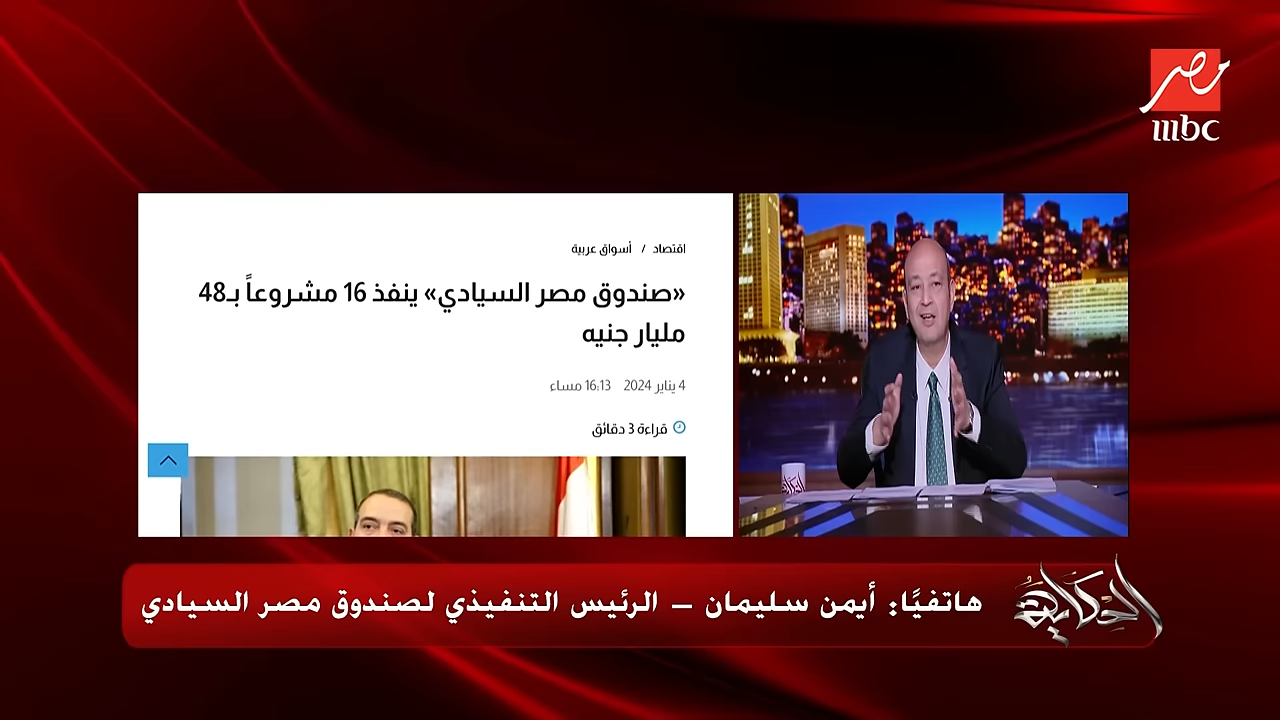 مصر
mbc
اقتصاد / أسواق عربية
«صندوق مصر السيادي» ينفذ 16 مشروعاً بـ48
مليار جنيه
4 يناير 2024 16:13 مساء
قراءة 3 دقائق
الحكاية
هاتفيًا: أيمن سليمان – الرئيس التنفيذي لصندوق مصر السيادي
الحكاية